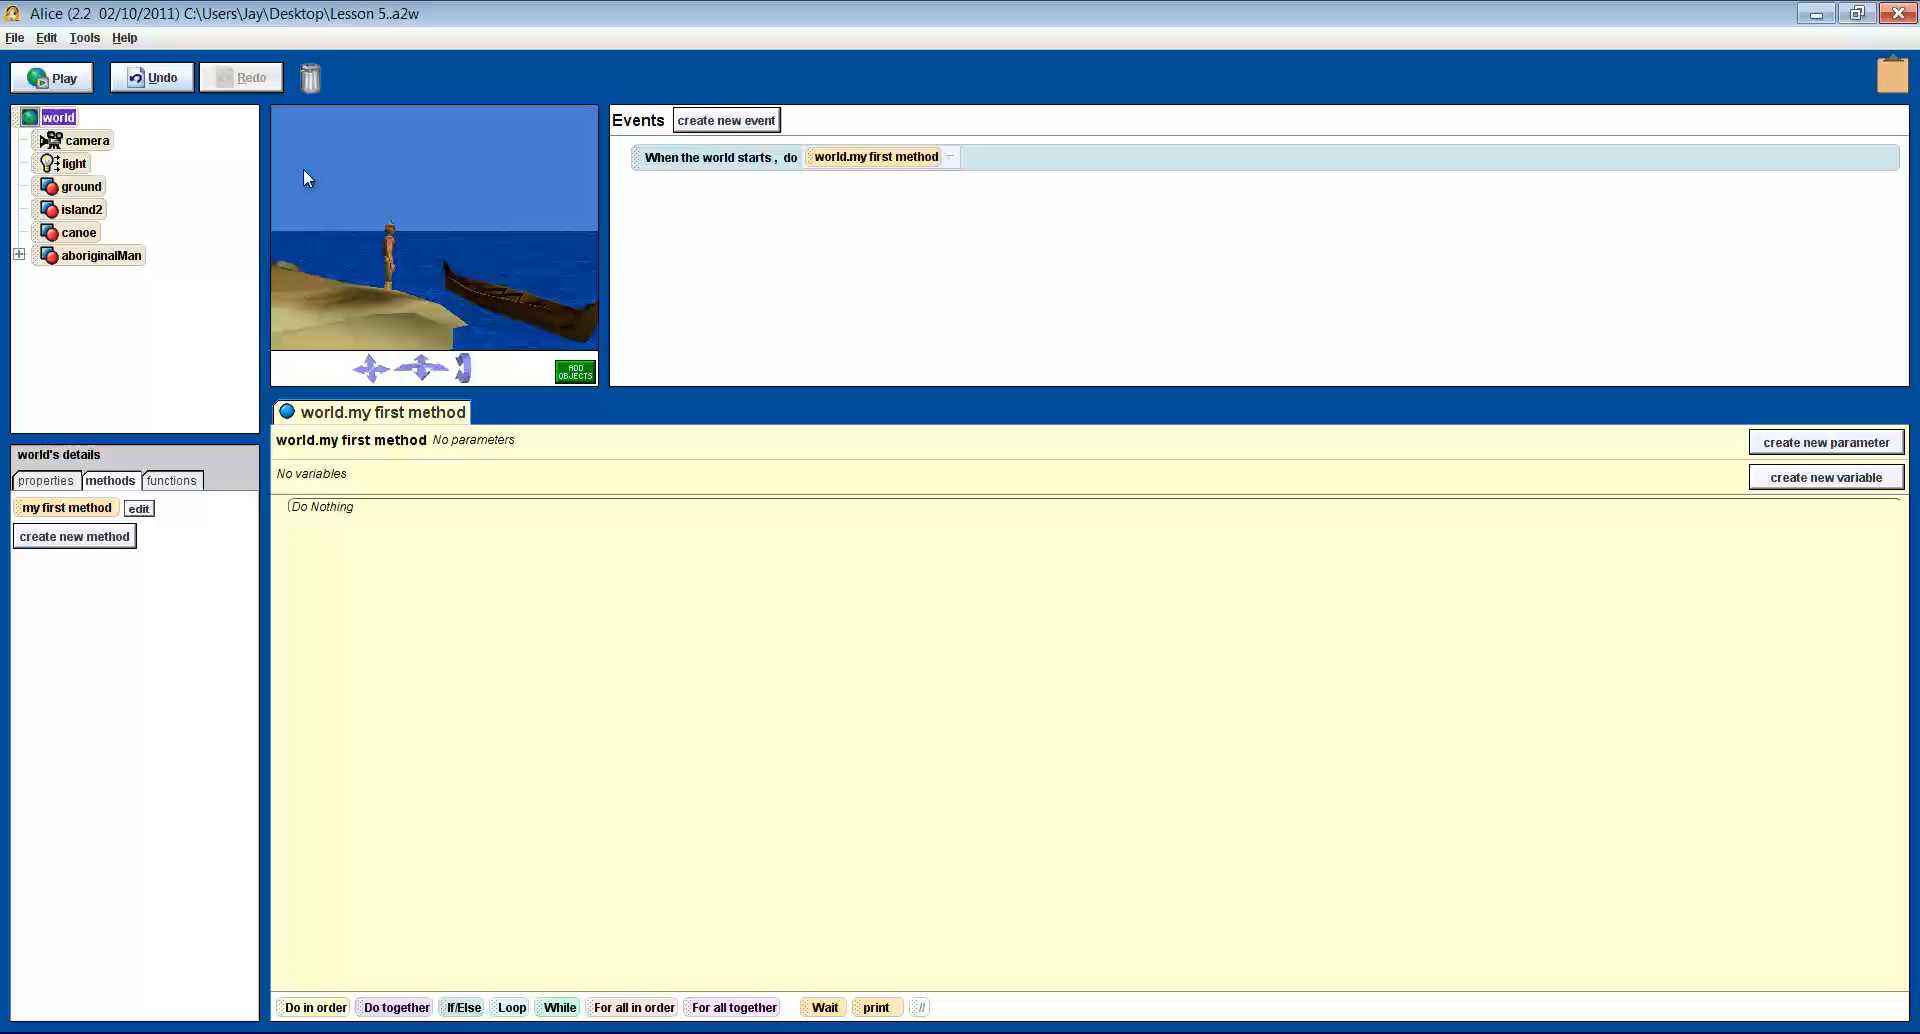 Alice (2.2 02/10/2011) C:\Users\Jay\Desktop\Lesson 5..a2w
File Edit Tools Help
Play Undo Redo
world
camera
light
ground
island2
canoe
aboriginalMan
ADD
OBJECTS
Events create new event
When the world starts , do world.my first method
world's details
properties methods functions
my first method edit
create new method
world.my first method
world.my first method No parameters
create new parameter
No variables
create new variable
Do Nothing
Do in order Do together If/Else Loop While For all in order For all together Wait print //